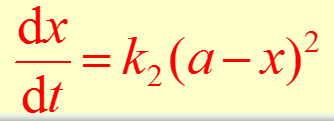 dx/dt = k₂(a − x)²